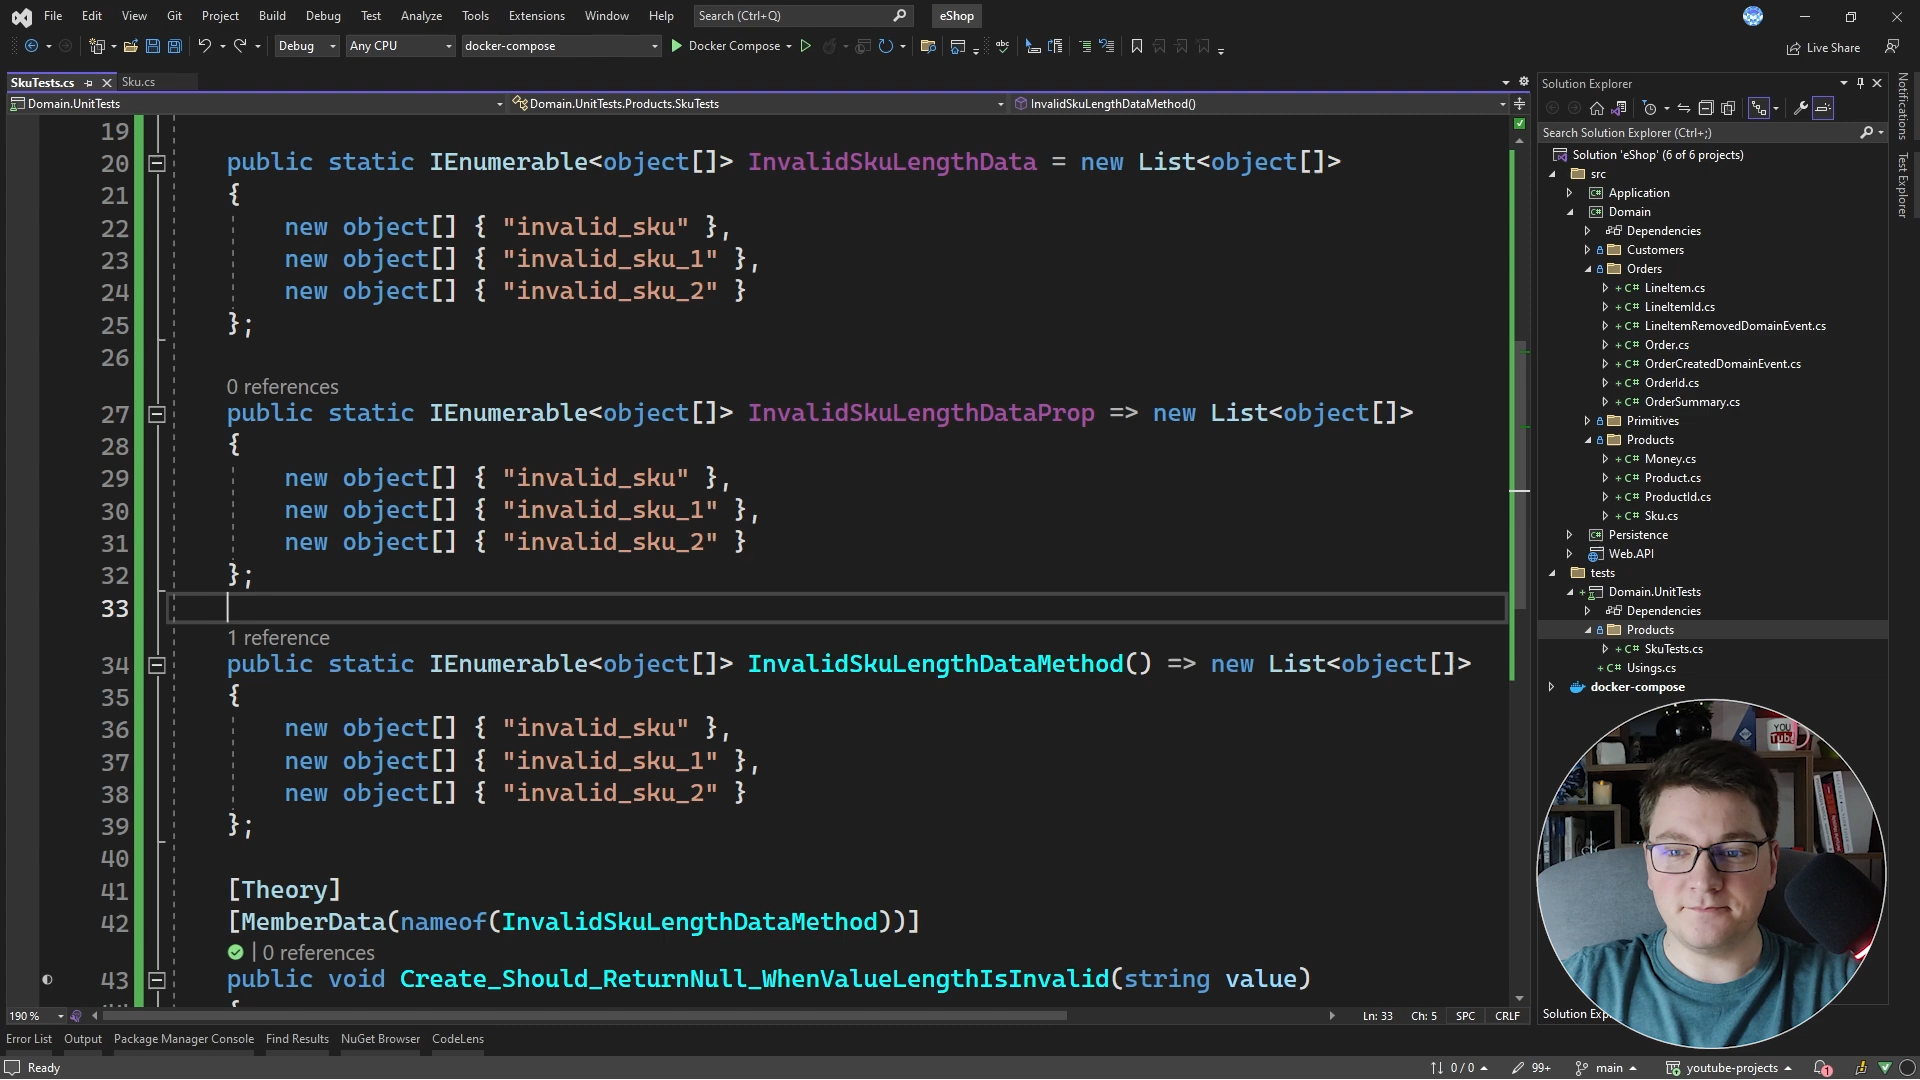 File Edit View Git Project Build Debug Test Analyze Tools Extensions Window Help Search (Ctrl+Q) eShop
Debug Any CPU docker-compose Docker Compose Live Share
SkuTests.cs Sku.cs
Domain.UnitTests Domain.UnitTests.Products.SkuTests InvalidSkuLengthDataMethod()
19
20 public static IEnumerable<object[]> InvalidSkuLengthData = new List<object[]>
21 {
22 new object[] { "invalid_sku" },
23 new object[] { "invalid_sku_1" },
24 new object[] { "invalid_sku_2" }
25 };
26
0 references
27 public static IEnumerable<object[]> InvalidSkuLengthDataProp => new List<object[]>
28 {
29 new object[] { "invalid_sku" },
30 new object[] { "invalid_sku_1" },
31 new object[] { "invalid_sku_2" }
32 };
33
1 reference
34 public static IEnumerable<object[]> InvalidSkuLengthDataMethod() => new List<object[]>
35 {
36 new object[] { "invalid_sku" },
37 new object[] { "invalid_sku_1" },
38 new object[] { "invalid_sku_2" }
39 };
40
41 [Theory]
42 [MemberData(nameof(InvalidSkuLengthDataMethod))]
| 0 references
43 public void Create_Should_ReturnNull_WhenValueLengthIsInvalid(string value)
{
190 % Ln: 33 Ch: 5 SPC CRLF
Error List Output Package Manager Console Find Results NuGet Browser CodeLens
Ready 0 / 0 99+ main youtube-projects 1
Solution Explorer
Search Solution Explorer (Ctrl+;)
Solution 'eShop' (6 of 6 projects)
src
C# Application
C# Domain
Dependencies
Customers
Orders
+ C# LineItem.cs
+ C# LineItemId.cs
+ C# LineItemRemovedDomainEvent.cs
+ C# Order.cs
+ C# OrderCreatedDomainEvent.cs
+ C# OrderId.cs
+ C# OrderSummary.cs
Primitives
Products
+ C# Money.cs
+ C# Product.cs
+ C# ProductId.cs
+ C# Sku.cs
C# Persistence
Web.API
tests
+ Domain.UnitTests
Dependencies
Products
+ C# SkuTests.cs
+ C# Usings.cs
docker-compose
Notifications
Test Explorer
YOU
Tube